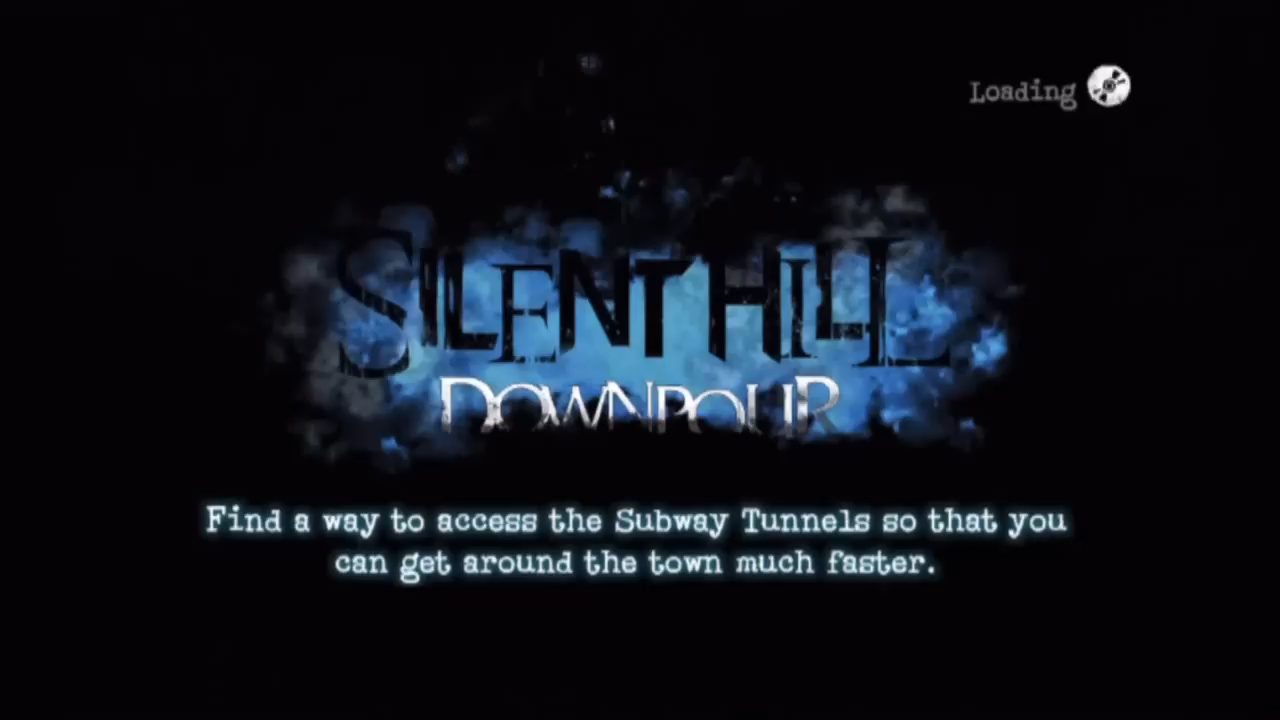 Loading
SILENT HILL
DOWNPOUR
Find a way to access the Subway Tunnels so that you
can get around the town much faster.